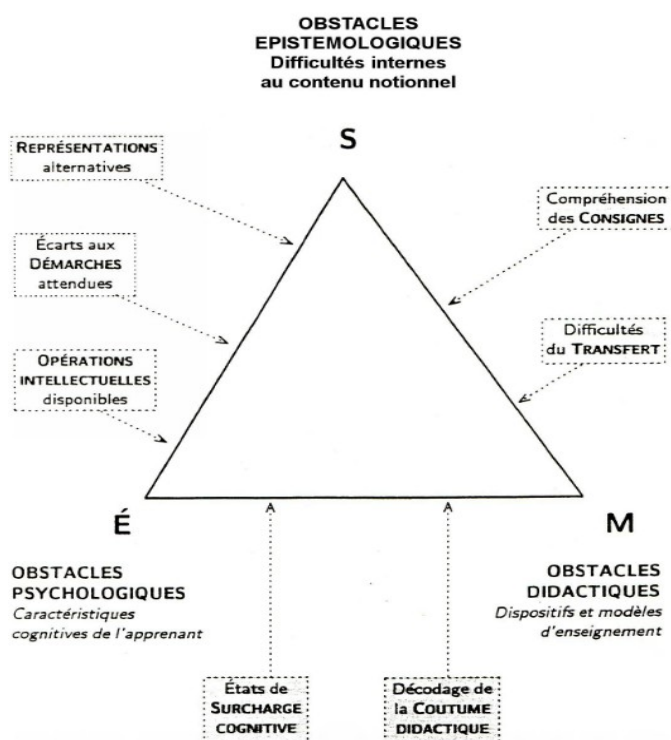 OBSTACLES
EPISTEMOLOGIQUES
Difficultés internes
au contenu notionnel
S
REPRÉSENTATIONS
alternatives
Compréhension
des CONSIGNES
Écarts aux
DÉMARCHES
attendues
Difficultés
du TRANSFERT
OPÉRATIONS
INTELLECTUELLES
disponibles
É
M
OBSTACLES
PSYCHOLOGIQUES
Caractéristiques
cognitives de l'apprenant
OBSTACLES
DIDACTIQUES
Dispositifs et modèles
d'enseignement
États de
SURCHARGE
COGNITIVE
Décodage de
la COUTUME
DIDACTIQUE